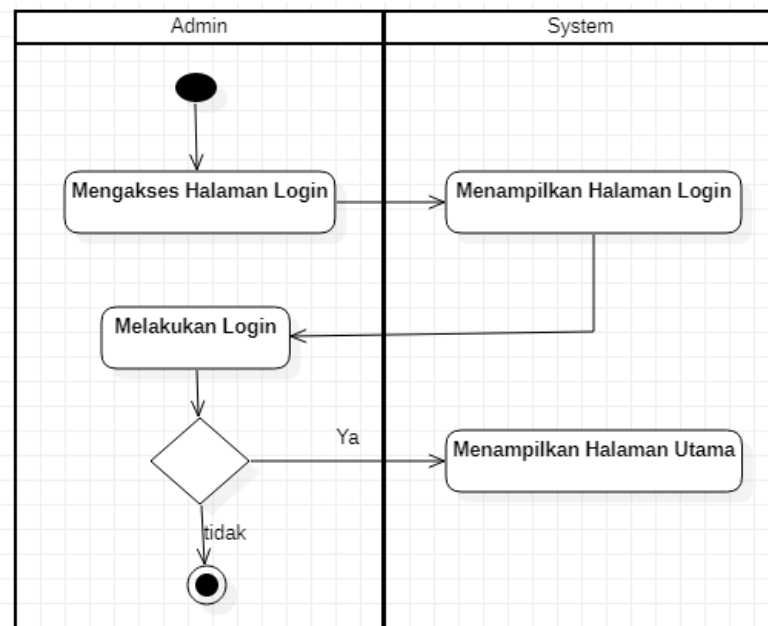 Admin
System
Mengakses Halaman Login
Menampilkan Halaman Login
Melakukan Login
Ya
Menampilkan Halaman Utama
tidak